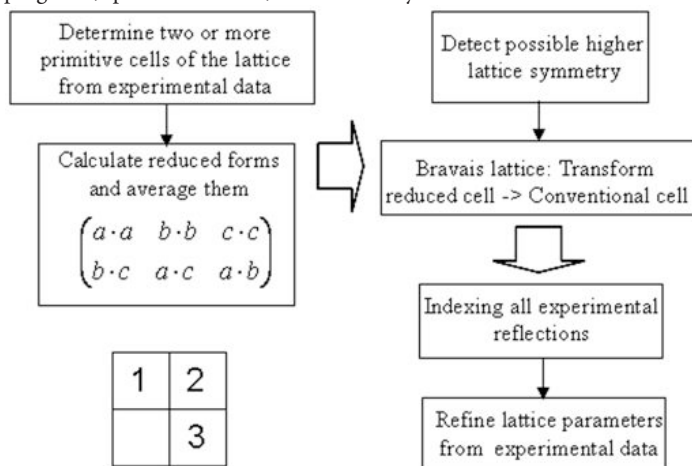 Determine two or more
primitive cells of the lattice
from experimental data
Calculate reduced forms
and average them
a·a b·b c·c
b·c a·c a·b
1 2
3
Detect possible higher
lattice symmetry
Bravais lattice: Transform
reduced cell -> Conventional cell
Indexing all experimental
reflections
Refine lattice parameters
from experimental data